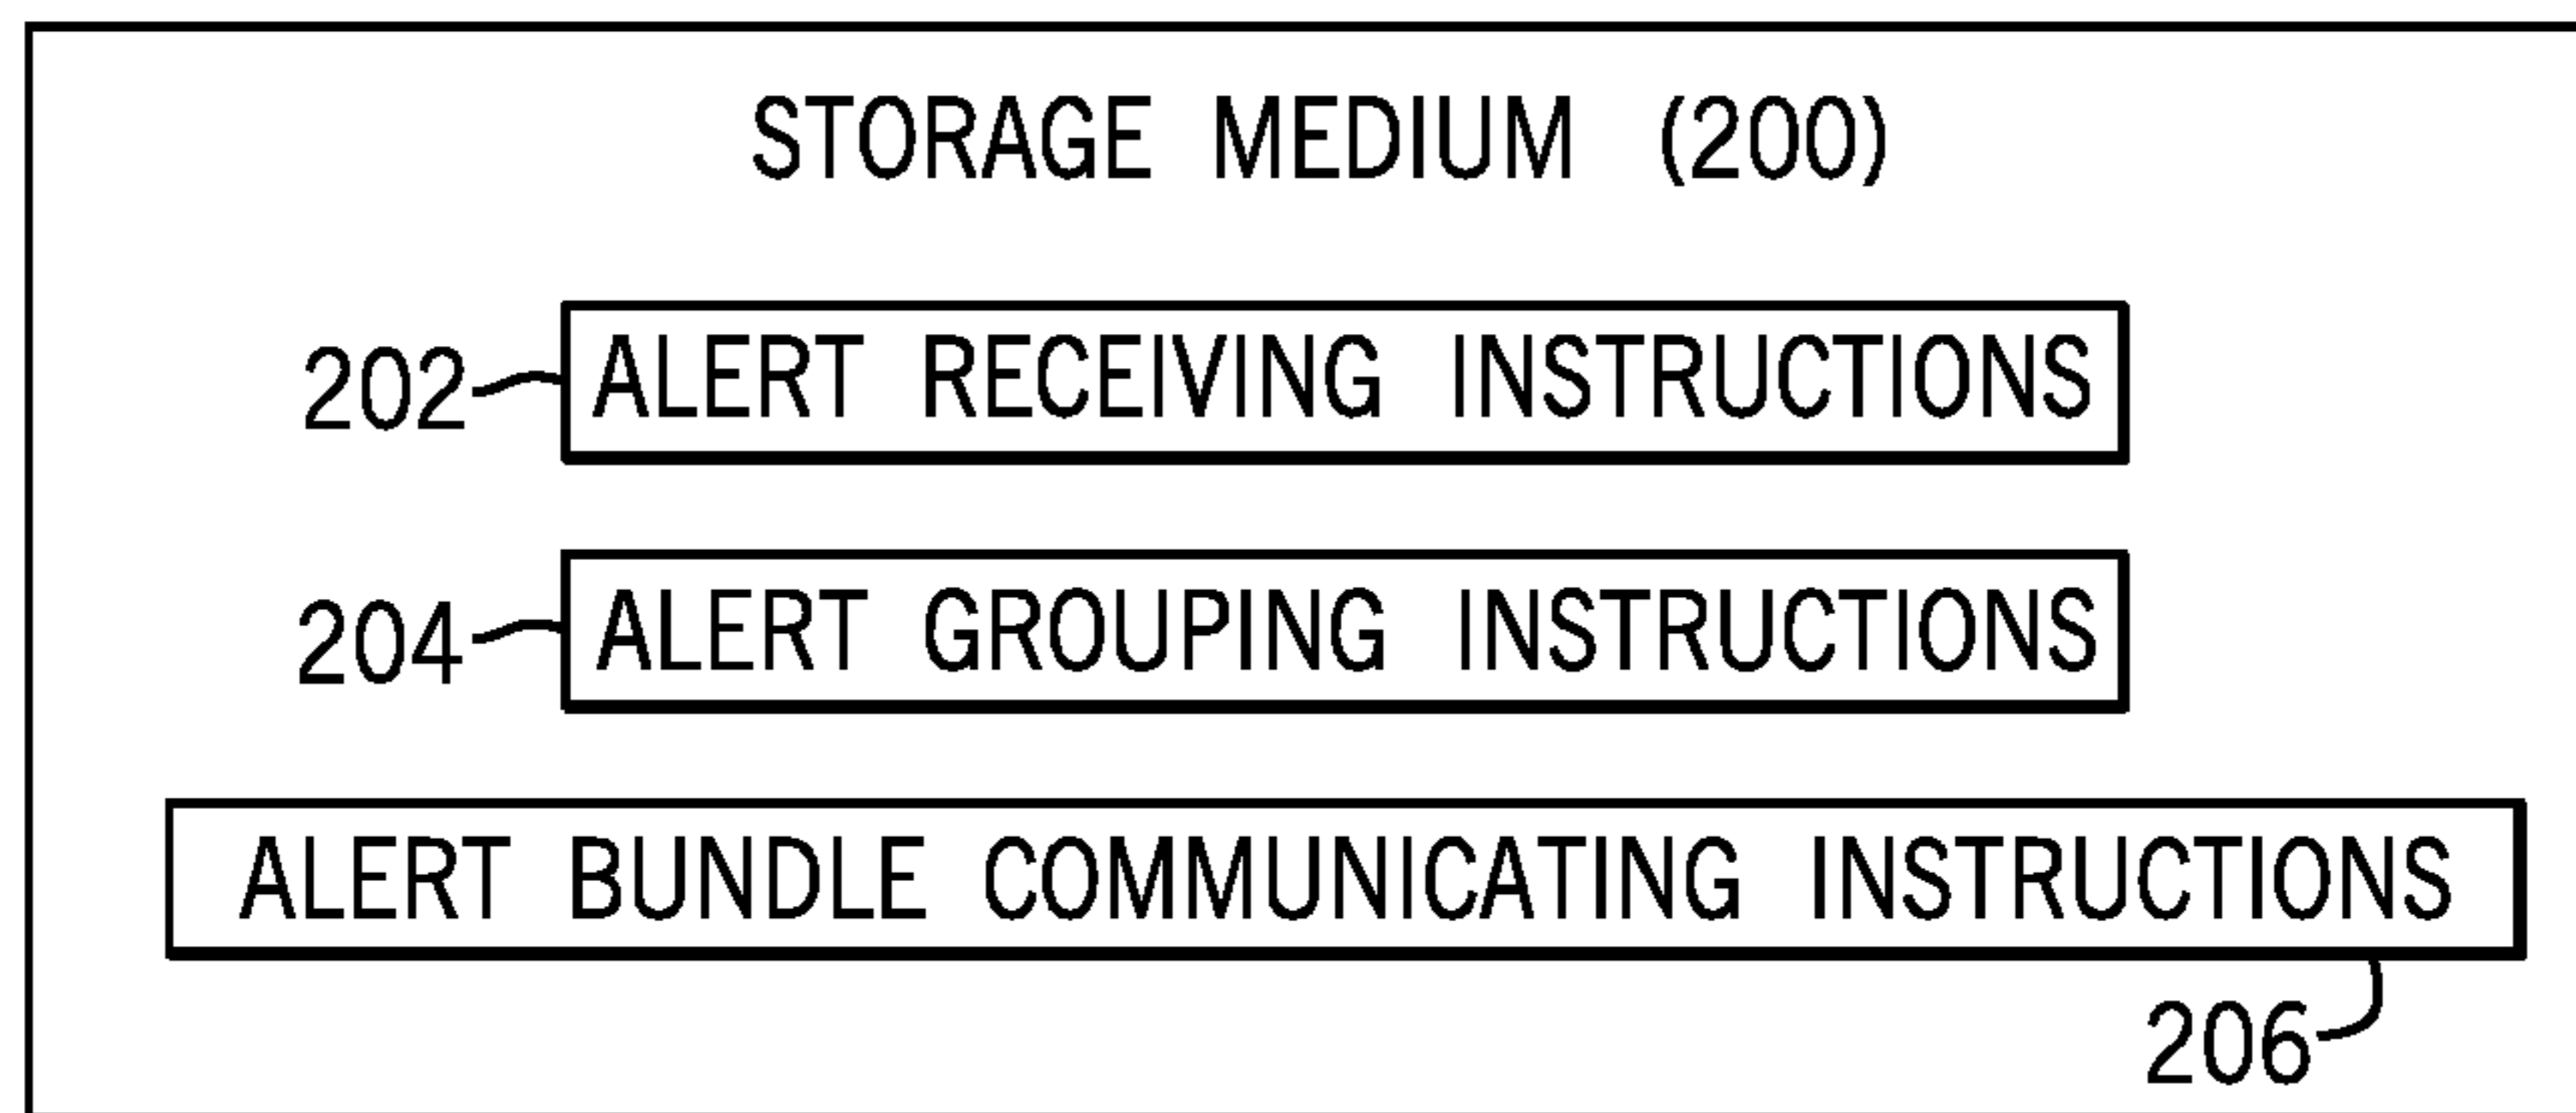 STORAGE MEDIUM (200)
202 ALERT RECEIVING INSTRUCTIONS
204 ALERT GROUPING INSTRUCTIONS
ALERT BUNDLE COMMUNICATING INSTRUCTIONS
206